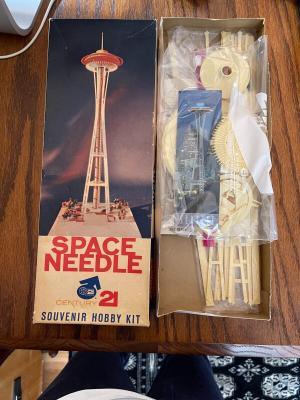 SPACE
NEEDLE
CENTURY 21
SOUVENIR HOBBY KIT